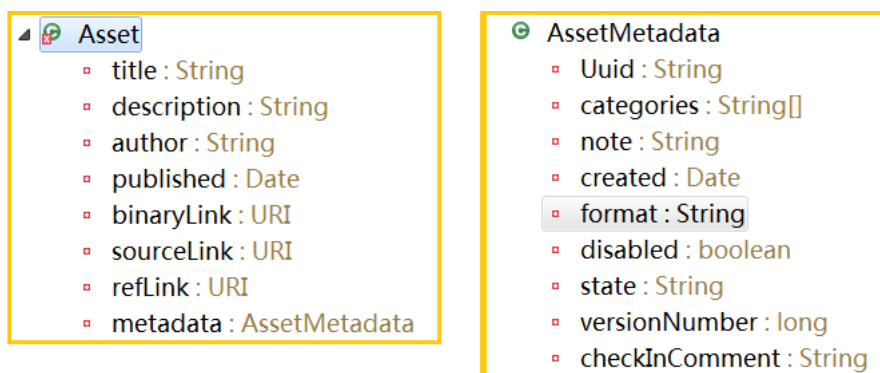 Asset
title : String
description : String
author : String
published : Date
binaryLink : URI
sourceLink : URI
refLink : URI
metadata : AssetMetadata
AssetMetadata
Uuid : String
categories : String[]
note : String
created : Date
format : String
disabled : boolean
state : String
versionNumber : long
checkInComment : String